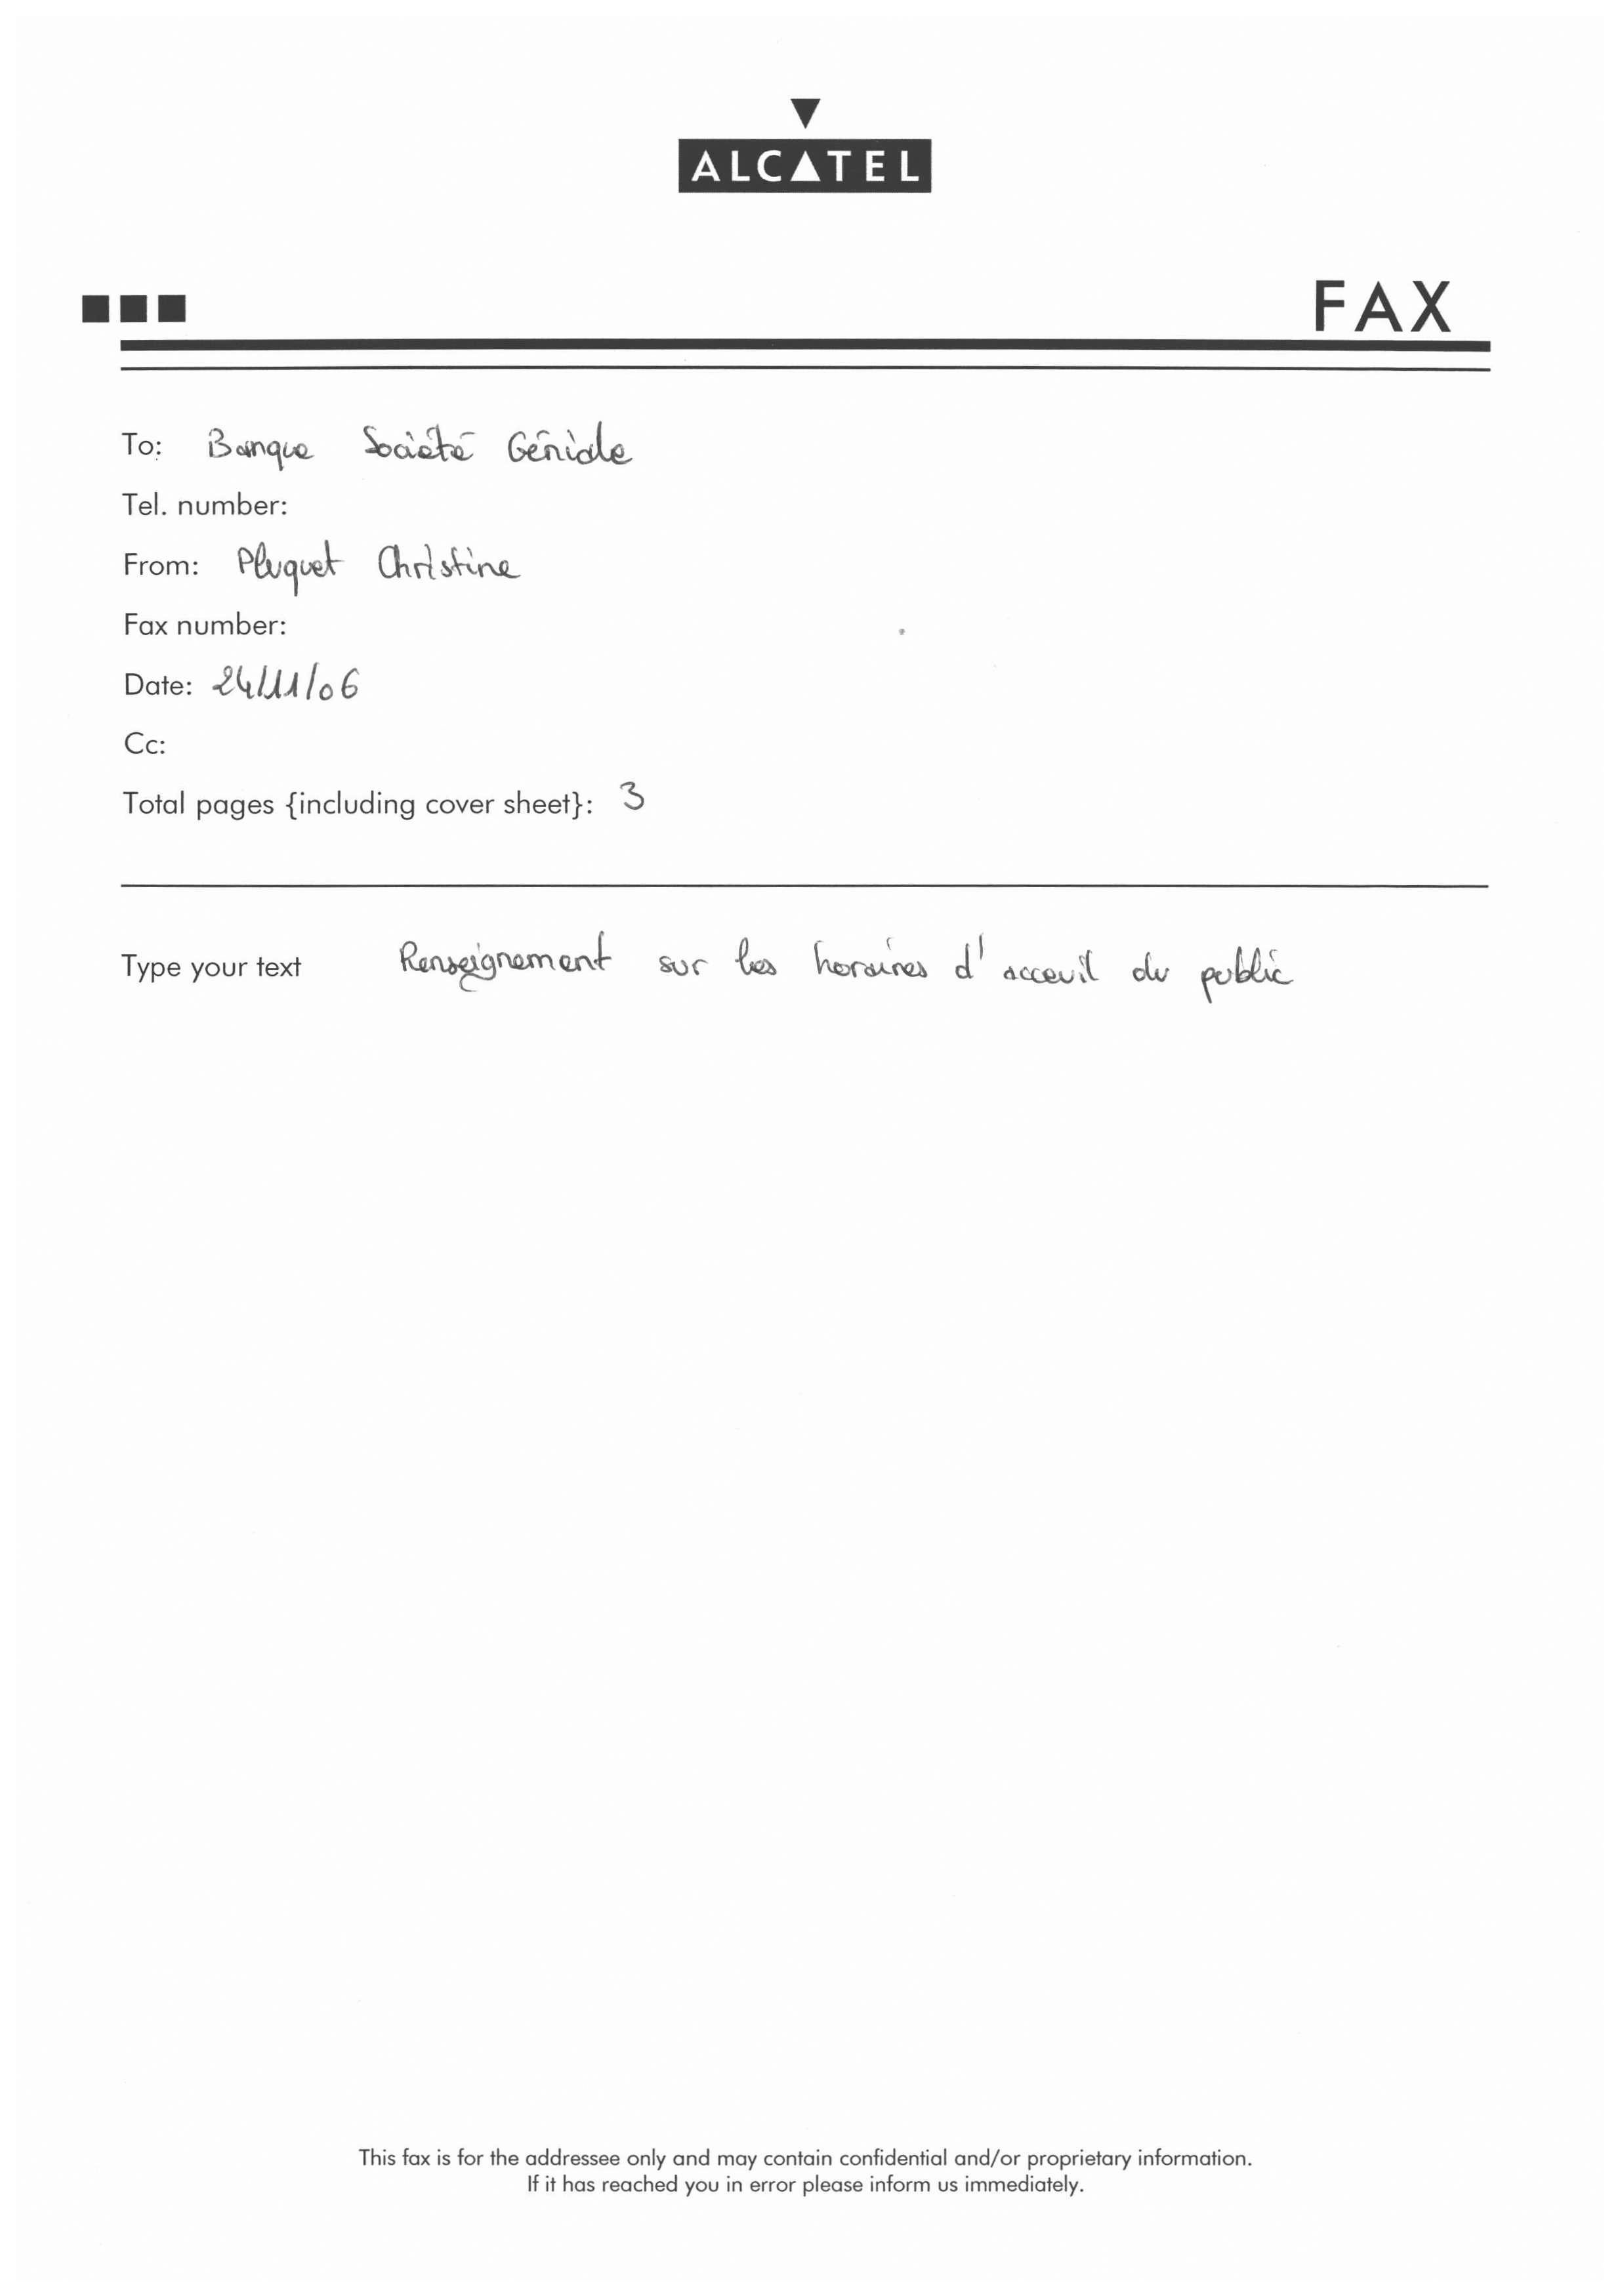 ALCATEL
FAX
To: Banque Société Géniale
Tel. number:
From: Pluquet Christine
Fax number:
Date: 24/11/06
Cc:
Total pages {including cover sheet}: 3
Type your text Renseignement sur les horaires d'acceuil du public
This fax is for the addressee only and may contain confidential and/or proprietary information.
If it has reached you in error please inform us immediately.